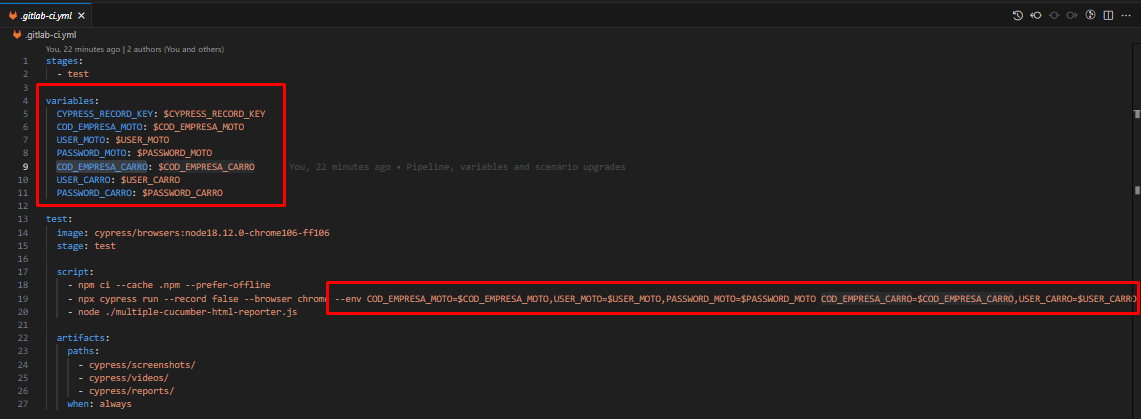 .gitlab-ci.yml
.gitlab-ci.yml
You, 22 minutes ago | 2 authors (You and others)
1 stages:
2 - test
3
4 variables:
5 CYPRESS_RECORD_KEY: $CYPRESS_RECORD_KEY
6 COD_EMPRESA_MOTO: $COD_EMPRESA_MOTO
7 USER_MOTO: $USER_MOTO
8 PASSWORD_MOTO: $PASSWORD_MOTO
9 COD_EMPRESA_CARRO: $COD_EMPRESA_CARRO You, 22 minutes ago • Pipeline, variables and scenario upgrades
10 USER_CARRO: $USER_CARRO
11 PASSWORD_CARRO: $PASSWORD_CARRO
12
13 test:
14 image: cypress/browsers:node18.12.0-chrome106-ff106
15 stage: test
16
17 script:
18 - npm ci --cache .npm --prefer-offline
19 - npx cypress run --record false --browser chrome --env COD_EMPRESA_MOTO=$COD_EMPRESA_MOTO,USER_MOTO=$USER_MOTO,PASSWORD_MOTO=$PASSWORD_MOTO COD_EMPRESA_CARRO=$COD_EMPRESA_CARRO,USER_CARRO=$USER_CARRO
20 - node ./multiple-cucumber-html-reporter.js
21
22 artifacts:
23 paths:
24 - cypress/screenshots/
25 - cypress/videos/
26 - cypress/reports/
27 when: always